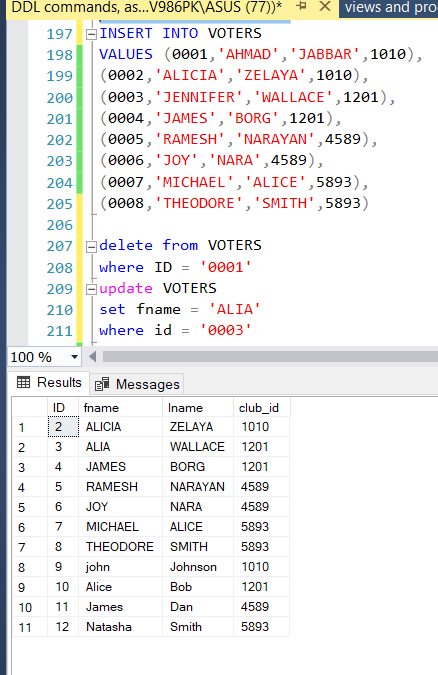 DDL commands, as...V986PK\ASUS (77))* views and pro
197 INSERT INTO VOTERS
198 VALUES (0001,'AHMAD','JABBAR',1010),
199 (0002,'ALICIA','ZELAYA',1010),
200 (0003,'JENNIFER','WALLACE',1201),
201 (0004,'JAMES','BORG',1201),
202 (0005,'RAMESH','NARAYAN',4589),
203 (0006,'JOY','NARA',4589),
204 (0007,'MICHAEL','ALICE',5893),
205 (0008,'THEODORE','SMITH',5893)
206
207 delete from VOTERS
208 where ID = '0001'
209 update VOTERS
210 set fname = 'ALIA'
211 where id = '0003'
100 %
Results Messages
ID fname lname club_id
1 2 ALICIA ZELAYA 1010
2 3 ALIA WALLACE 1201
3 4 JAMES BORG 1201
4 5 RAMESH NARAYAN 4589
5 6 JOY NARA 4589
6 7 MICHAEL ALICE 5893
7 8 THEODORE SMITH 5893
8 9 john Johnson 1010
9 10 Alice Bob 1201
10 11 James Dan 4589
11 12 Natasha Smith 5893